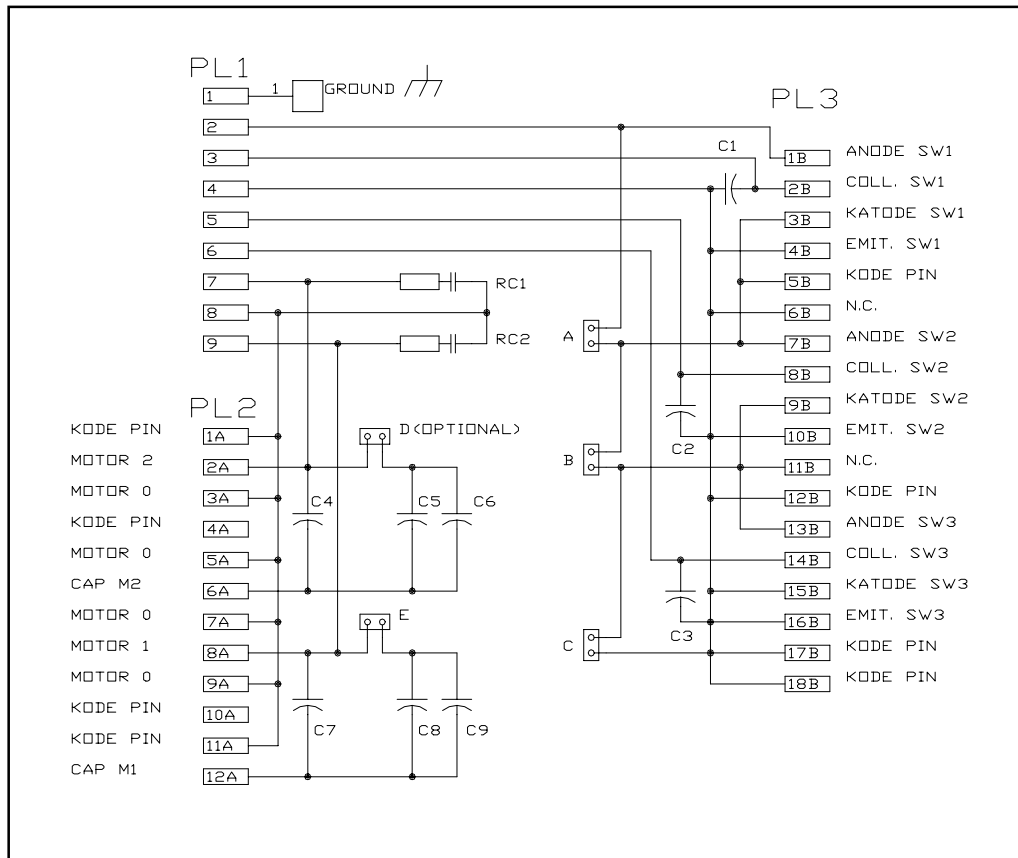 PL1
1 1 GROUND
2
3
4
5
6
7
8
9
RC1
RC2
PL2
KODE PIN 1A
MOTOR 2 2A
MOTOR 0 3A
KODE PIN 4A
MOTOR 0 5A
CAP M2 6A
MOTOR 0 7A
MOTOR 1 8A
MOTOR 0 9A
KODE PIN 10A
KODE PIN 11A
CAP M1 12A
D(OPTIONAL)
C4
C5
C6
E
C7
C8
C9
A
B
C
C1
C2
C3
PL3
1B ANODE SW1
2B COLL. SW1
3B KATODE SW1
4B EMIT. SW1
5B KODE PIN
6B N.C.
7B ANODE SW2
8B COLL. SW2
9B KATODE SW2
10B EMIT. SW2
11B N.C.
12B KODE PIN
13B ANODE SW3
14B COLL. SW3
15B KATODE SW3
16B EMIT. SW3
17B KODE PIN
18B KODE PIN